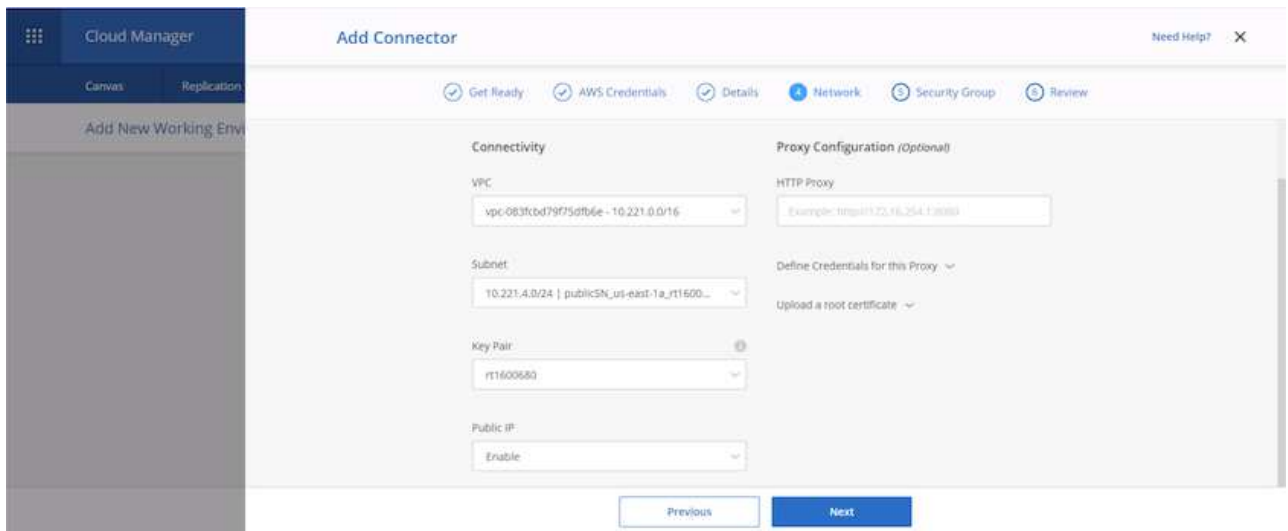 Cloud Manager
Add Connector
Need Help?
Canvas Replication
Get Ready
AWS Credentials
Details
4 Network
5 Security Group
6 Review
Add New Working Envi
Connectivity
Proxy Configuration (Optional)
VPC
HTTP Proxy
vpc-083fcbd79f75dfb6e - 10.221.0.0/16
Subnet
Define Credentials for this Proxy
10.221.4.0/24 | publicSN_us-east-1a_rt1600...
Upload a root certificate
Key Pair
rt1600680
Public IP
Enable
Previous
Next